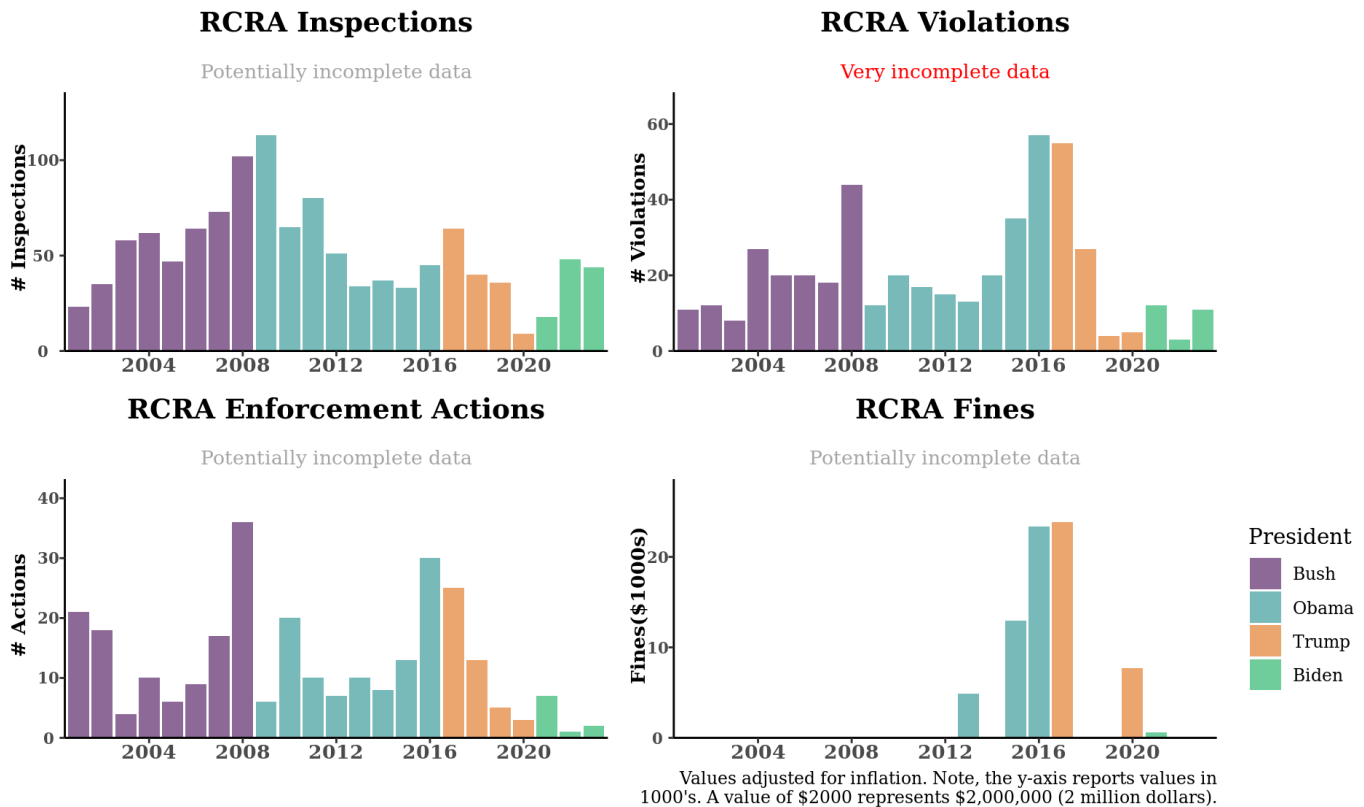 RCRA Inspections
Potentially incomplete data
# Inspections
100
50
0
2004 2008 2012 2016 2020
RCRA Violations
Very incomplete data
# Violations
60
40
20
0
2004 2008 2012 2016 2020
RCRA Enforcement Actions
Potentially incomplete data
# Actions
40
30
20
10
0
2004 2008 2012 2016 2020
RCRA Fines
Potentially incomplete data
Fines($1000s)
20
10
0
2004 2008 2012 2016 2020
President
Bush
Obama
Trump
Biden
Values adjusted for inflation. Note, the y-axis reports values in
1000's. A value of $2000 represents $2,000,000 (2 million dollars).